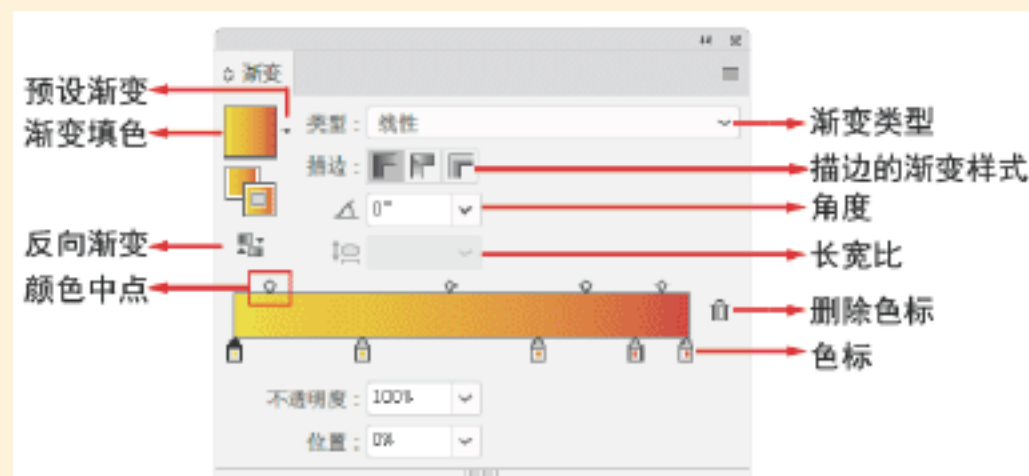 渐变
预设渐变
渐变填色
类型： 线性
渐变类型
描边：
描边的渐变样式
0°
角度
反向渐变
长宽比
颜色中点
删除色标
色标
不透明度： 100%
位置： 0%